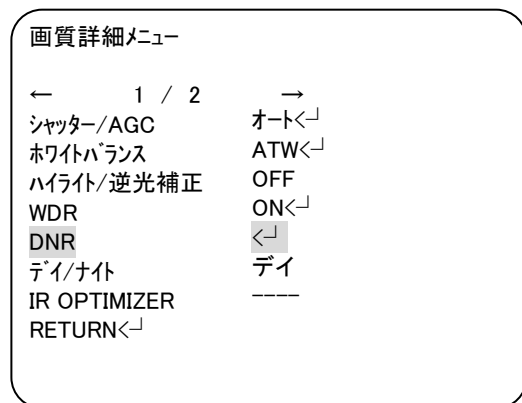 画質詳細メニュー
← 1 / 2 →
シャッター/AGC オート<┘
ホワイトバランス ATW<┘
ハイライト/逆光補正 OFF
WDR ON<┘
DNR <┘
デイ/ナイト デイ
IR OPTIMIZER ----
RETURN<┘